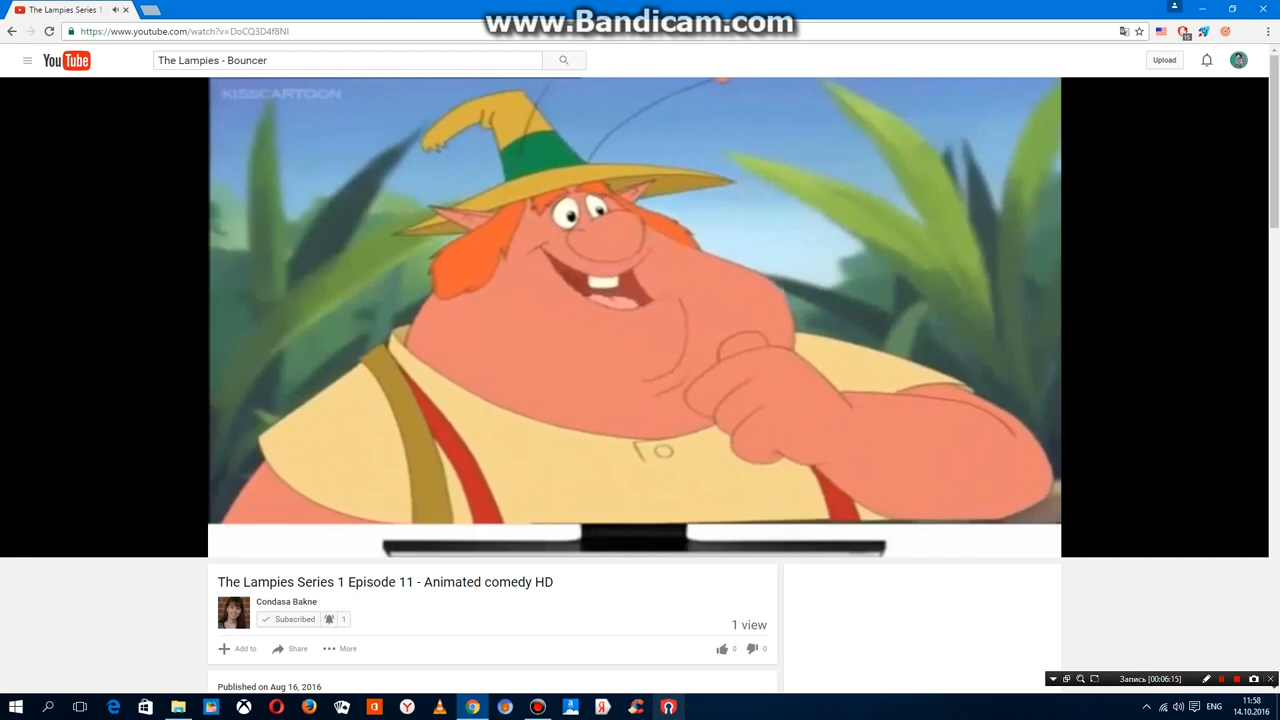 The Lampies Series 1
www.Bandicam.com
https://www.youtube.com/watch?v=DoCQ3D4f8NI
YouTube
The Lampies - Bouncer
Upload
KISSCARTOON
The Lampies Series 1 Episode 11 - Animated comedy HD
Condasa Bakne
Subscribed 1
1 view
Add to Share More 0 0
Published on Aug 16, 2016
Запись [00:06:15]
ENG
11:58
14.10.2016